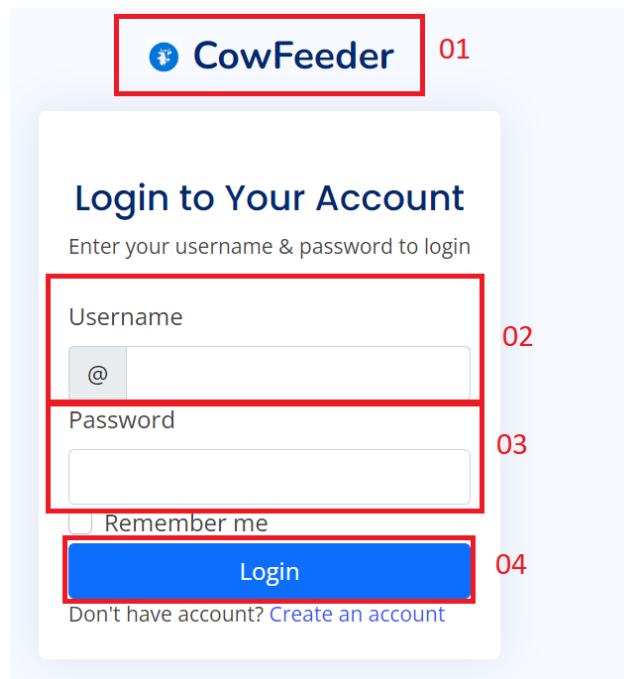 CowFeeder 01
Login to Your Account
Enter your username & password to login
Username
02
@
Password
03
Remember me
Login 04
Don't have account? Create an account